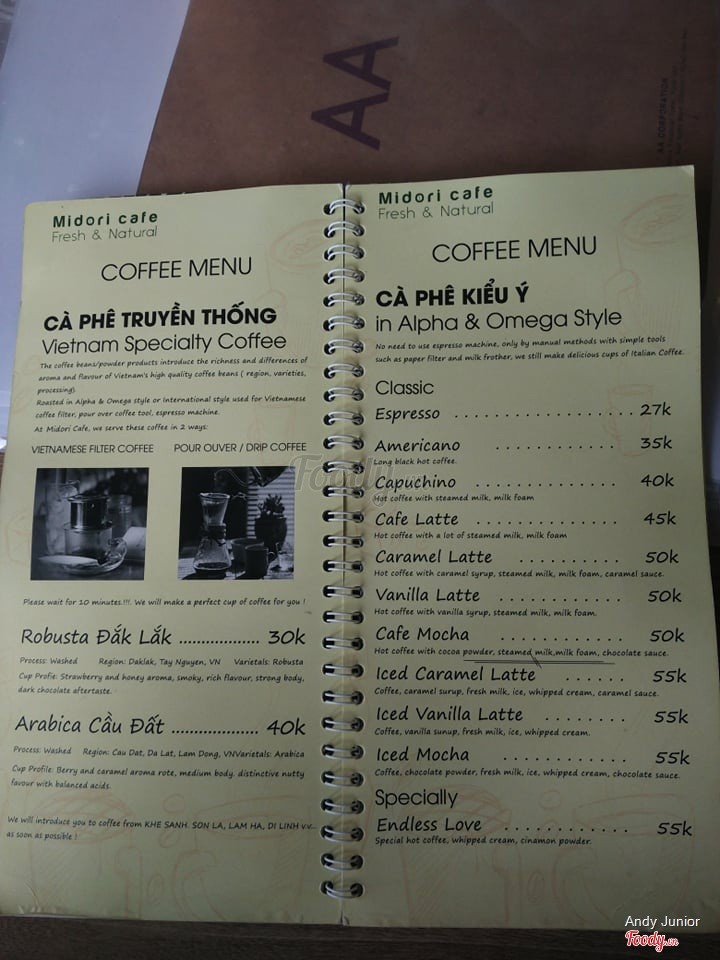 AA
AA CORPORATION
Midori cafe
Fresh & Natural
COFFEE MENU
CÀ PHÊ TRUYỀN THỐNG
Vietnam Specialty Coffee
The coffee beans/powder products introduce the richness and differences of
aroma and flavour of Vietnam's high quality coffee beans ( region, varieties,
processing).
Roasted in Alpha & Omega style or International style used for Vietnamese
coffee filter, pour over coffee tool, espresso machine.
At Midori Cafe, we serve these coffee in 2 ways:
VIETNAMESE FILTER COFFEE POUR OUVER / DRIP COFFEE
Please wait for 10 minutes.!!!. We will make a perfect cup of coffee for you !
Robusta Đắk Lắk ................... 30k
Process: Washed Region: Daklak, Tay Nguyen, VN Varietals: Robusta
Cup Profie: Strawberry and honey aroma, smoky, rich flavour, strong body,
dark chocolate aftertaste.
Arabica Cầu Đất ..................... 40k
Process: Washed Region: Cau Dat, Da Lat, Lam Dong, VNVarietals: Arabica
Cup Profile: Berry and caramel aroma rote, medium body. distinctive nutty
favour with balanced acids.
We will introduce you to coffee from KHE SANH. SON LA, LAM HA, DI LINH v.v...
as soon as possible !
Midori cafe
Fresh & Natural
COFFEE MENU
CÀ PHÊ KIỂU Ý
in Alpha & Omega Style
No need to use espresso machine, only by manual methods with simple tools
such as paper filter and milk frother, we still make delicious cups of Italian Coffee.
Classic
Espresso . . . . . . . . . . . . . . . . . . . 27k
Americano . . . . . . . . . . . . . 35k
Long black hot coffee.
Capuchino . . . . . . . . . . . . . . 40k
Hot coffee with steamed milk, milk foam
Cafe Latte . . . . . . . . . . . . . . 45k
Hot coffee with a lot of steamed milk, milk foam
Caramel Latte . . . . . . . . . . 50k
Hot coffee with caramel syrup, steamed milk, milk foam, caramel sauce.
Vanilla Latte . . . . . . . . . . . . 50k
Hot coffee with vanilla syrup, steamed milk, milk foam.
Cafe Mocha . . . . . . . . . . . . 50k
Hot coffee with cocoa powder, steamed milk,milk foam, chocolate sauce.
Iced Caramel Latte . . . . . . 55k
Coffee, caramel surup, fresh milk, ice, whipped cream, caramel sauce.
Iced Vanilla Latte . . . . . . . . 55k
Coffee, vanilla sunup, fresh milk, ice, whipped cream.
Iced Mocha . . . . . . . . . . . . 55k
Coffee, chocolate powder, fresh milk, ice, whipped cream, chocolate sauce.
Specially
Endless Love . . . . . . . . . . . . 55k
Special hot coffee, whipped cream, cinamon powder.
Foody
Andy Junior
Foody.vn